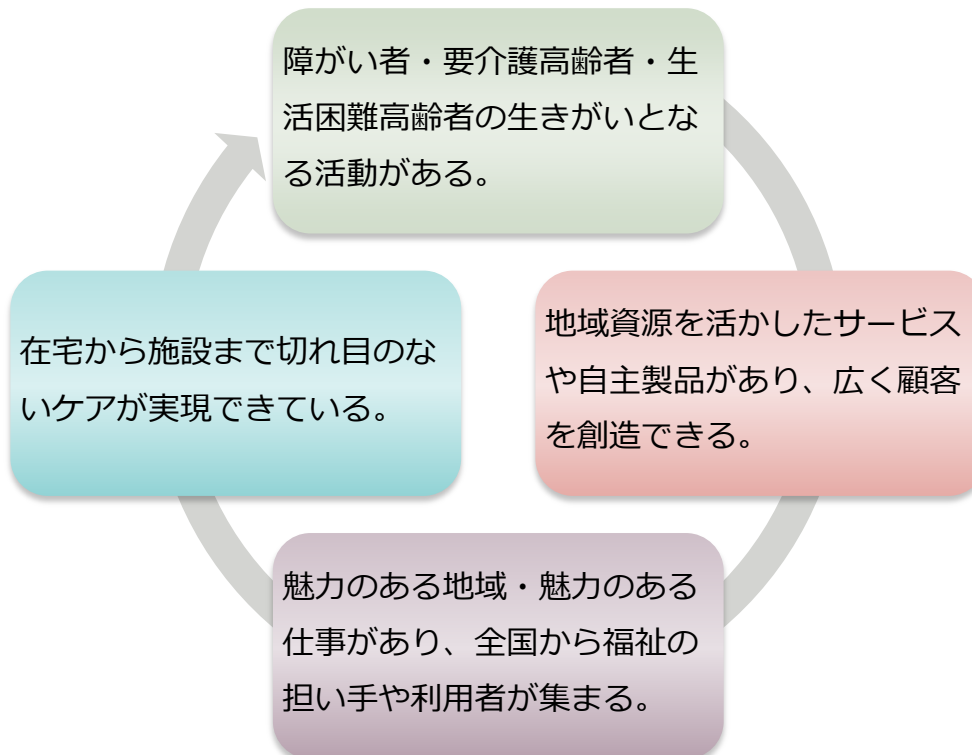 障がい者・要介護高齢者・生
活困難高齢者の生きがいとな
る活動がある。
地域資源を活かしたサービス
や自主製品があり、広く顧客
を創造できる。
魅力のある地域・魅力のある
仕事があり、全国から福祉の
担い手や利用者が集まる。
在宅から施設まで切れ目のな
いケアが実現できている。